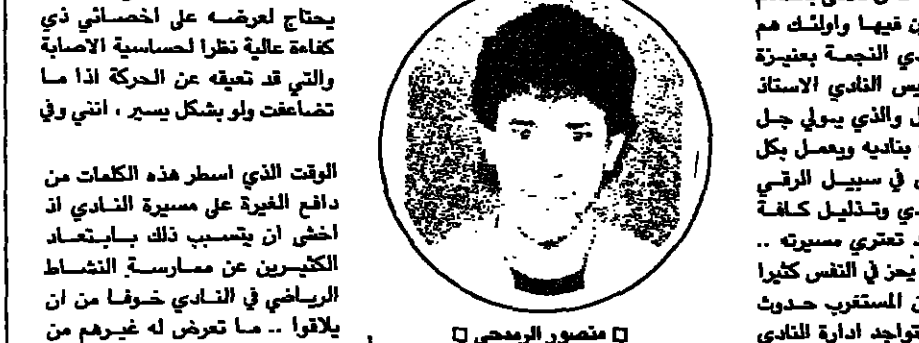 ن فيها واولئك هم
دي النجمة بعنيزة
يس النادي الاستاذ
ل والذي يولي جل
بناديه ويعمل بكل
في سبيل الرقي
ي وتذليل كافة
تعتري مسيرته ..
يحز في النفس كثيرا
ن المستغرب حدوث
تواجد ادارة النادي
□ منصور الربدحي □
يحتاج لعرضه على اخصائي ذي
كفاءة عالية نظرا لحساسية الاصابة
والتي قد تعيقه عن الحركة اذا ما
تضاعفت ولو بشكل يسير ، انني وفي
الوقت الذي اسطر هذه الكلمات من
دافع الغيرة على مسيرة النادي اذ
اخشى ان يتسبب ذلك بابتعاد
الكثيرين عن ممارسة النشاط
الرياضي في النادي خوفا من ان
يلاقوا .. ما تعرض له غيرهم من